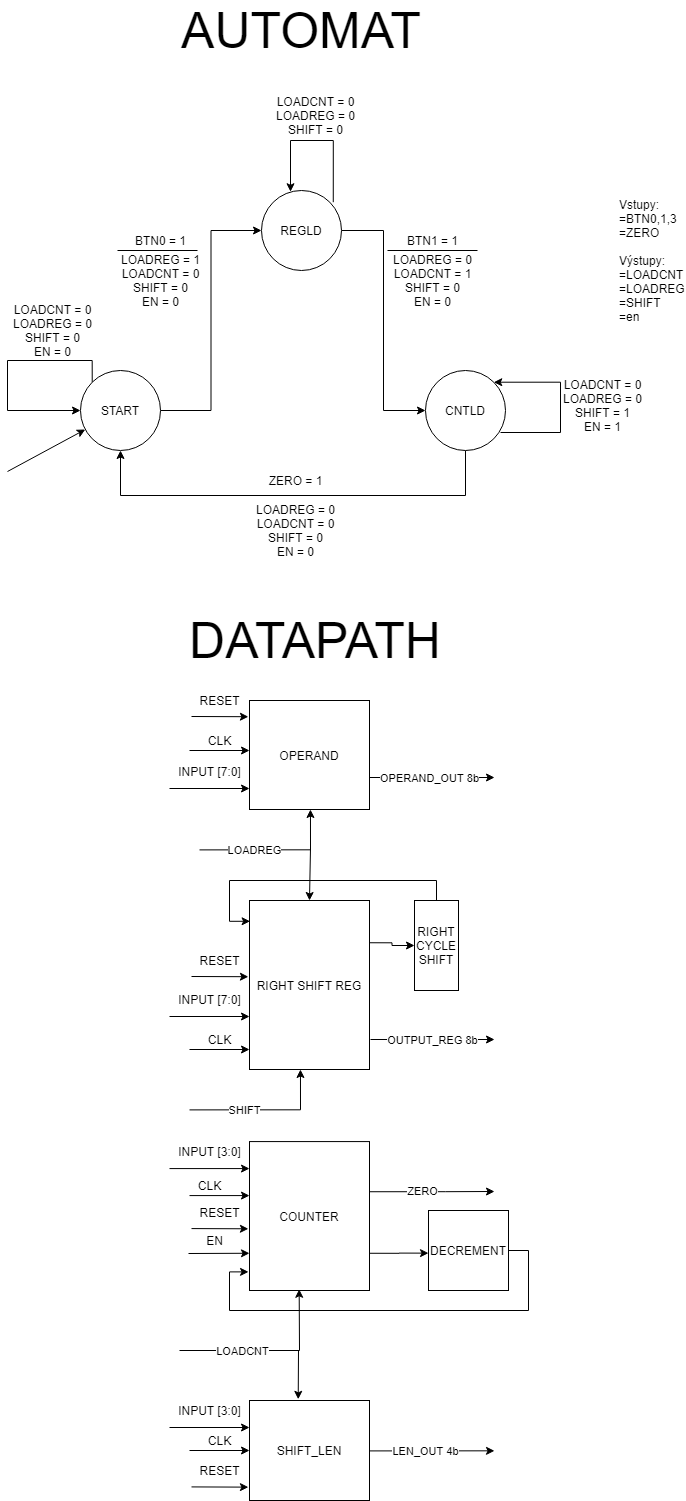 AUTOMAT
LOADCNT = 0
LOADREG = 0
SHIFT = 0
REGLD
BTN0 = 1
LOADREG = 1
LOADCNT = 0
SHIFT = 0
EN = 0
BTN1 = 1
LOADREG = 0
LOADCNT = 1
SHIFT = 0
EN = 0
Vstupy:
=BTN0,1,3
=ZERO
Výstupy:
=LOADCNT
=LOADREG
=SHIFT
=en
LOADCNT = 0
LOADREG = 0
SHIFT = 0
EN = 0
START
CNTLD
LOADCNT = 0
LOADREG = 0
SHIFT = 1
EN = 1
ZERO = 1
LOADREG = 0
LOADCNT = 0
SHIFT = 0
EN = 0
DATAPATH
RESET
CLK
INPUT [7:0]
OPERAND
OPERAND_OUT 8b
LOADREG
RIGHT
CYCLE
SHIFT
RESET
INPUT [7:0]
CLK
RIGHT SHIFT REG
OUTPUT_REG 8b
SHIFT
INPUT [3:0]
CLK
RESET
EN
COUNTER
ZERO
DECREMENT
LOADCNT
INPUT [3:0]
CLK
RESET
SHIFT_LEN
LEN_OUT 4b